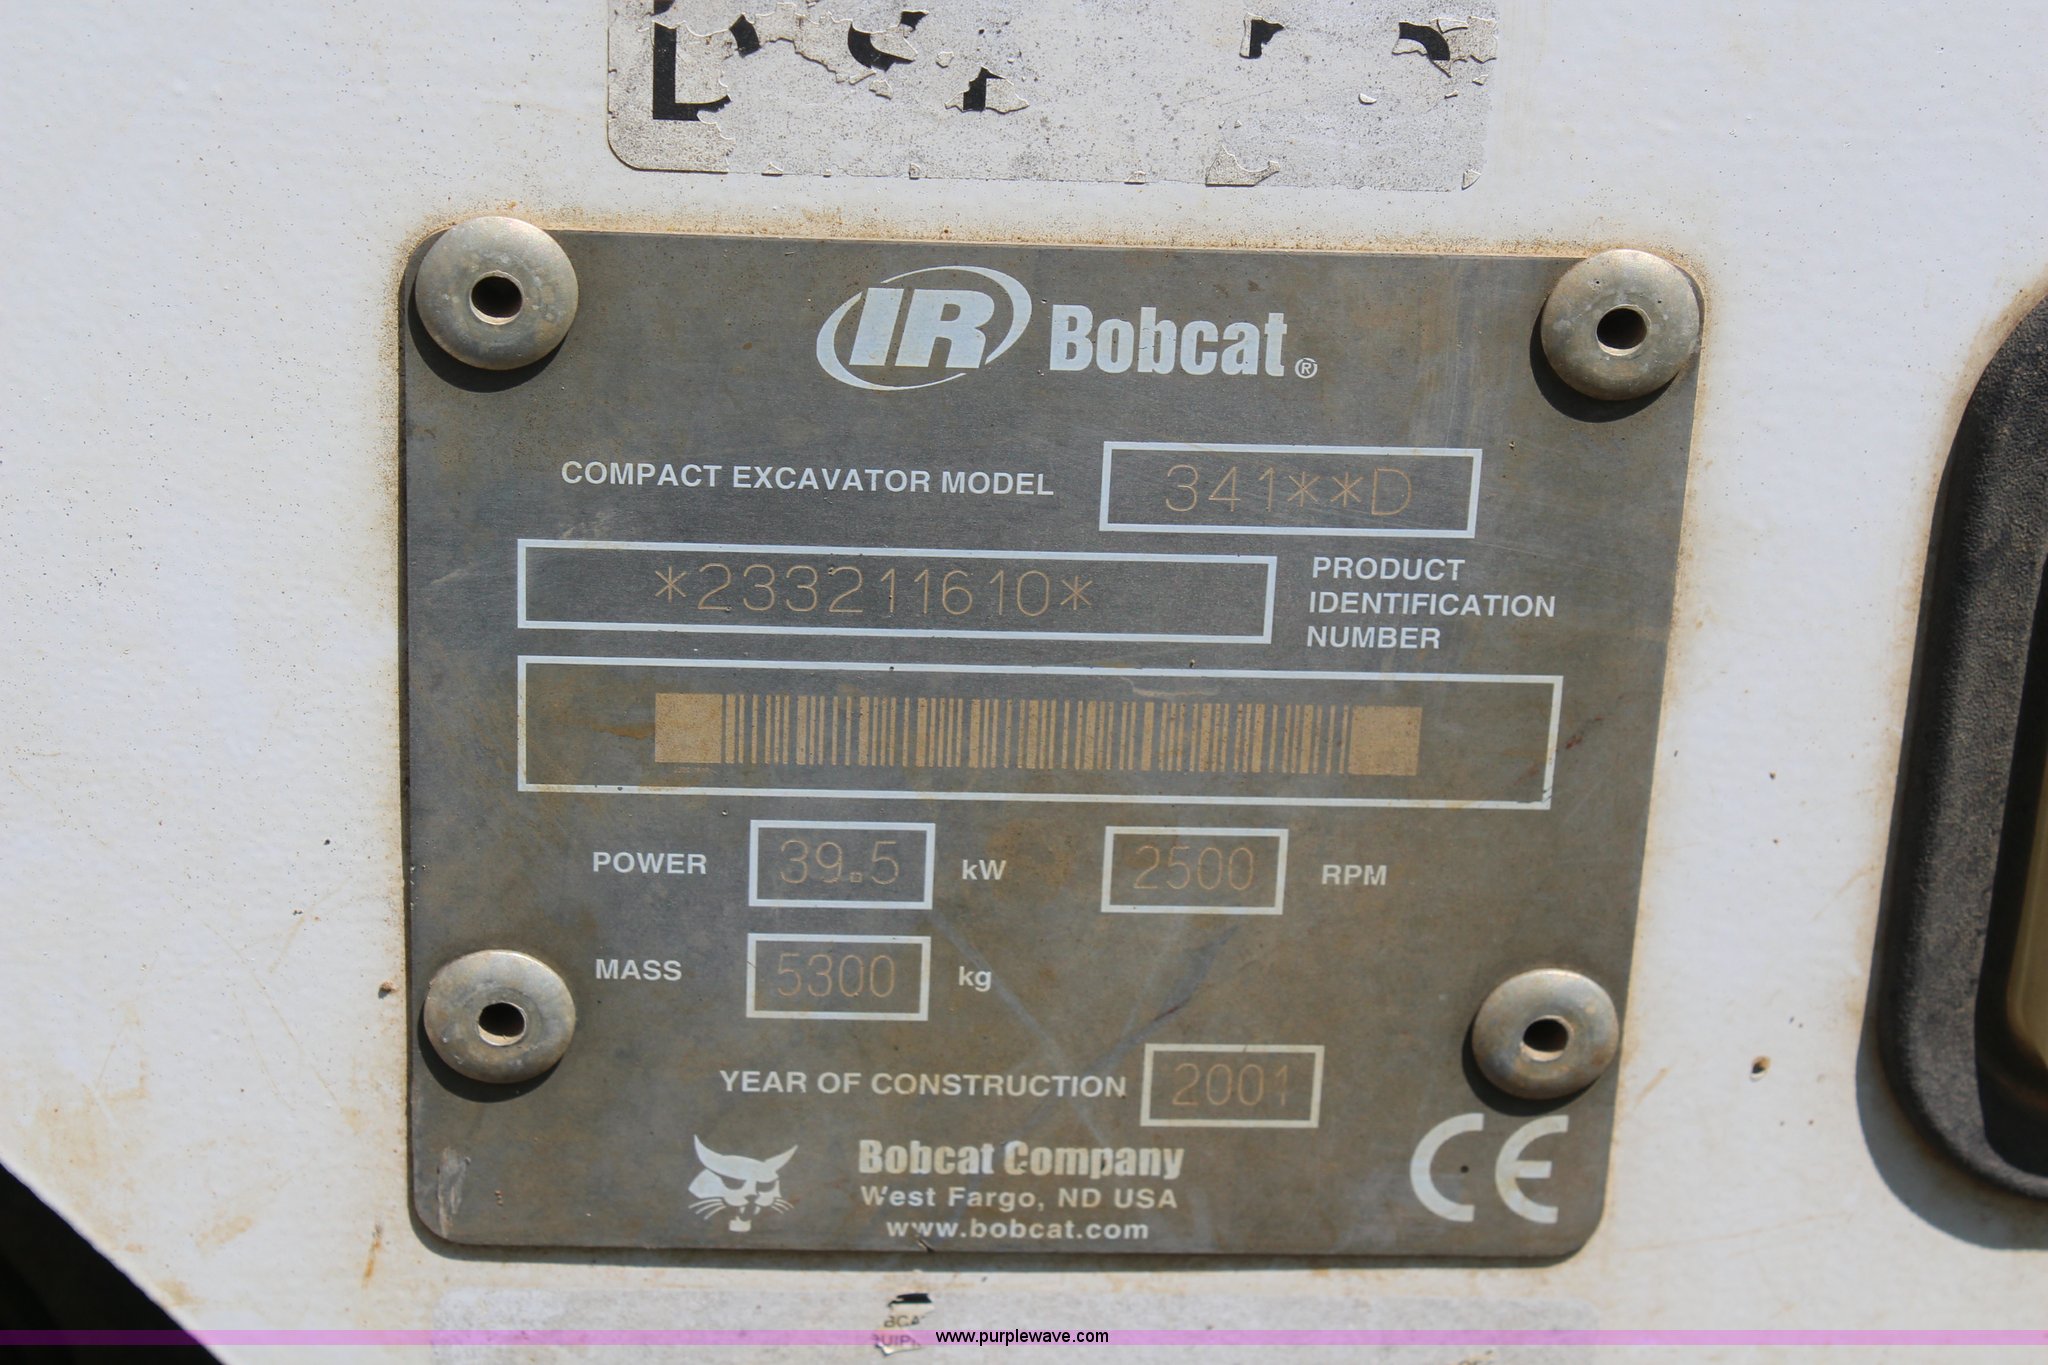 IR Bobcat®
COMPACT EXCAVATOR MODEL 341**D
*233211610* PRODUCT
IDENTIFICATION
NUMBER
POWER 39.5 kW 2500 RPM
MASS 5300 kg
YEAR OF CONSTRUCTION 2001
Bobcat Company
West Fargo, ND USA
www.bobcat.com
CE
www.purplewave.com